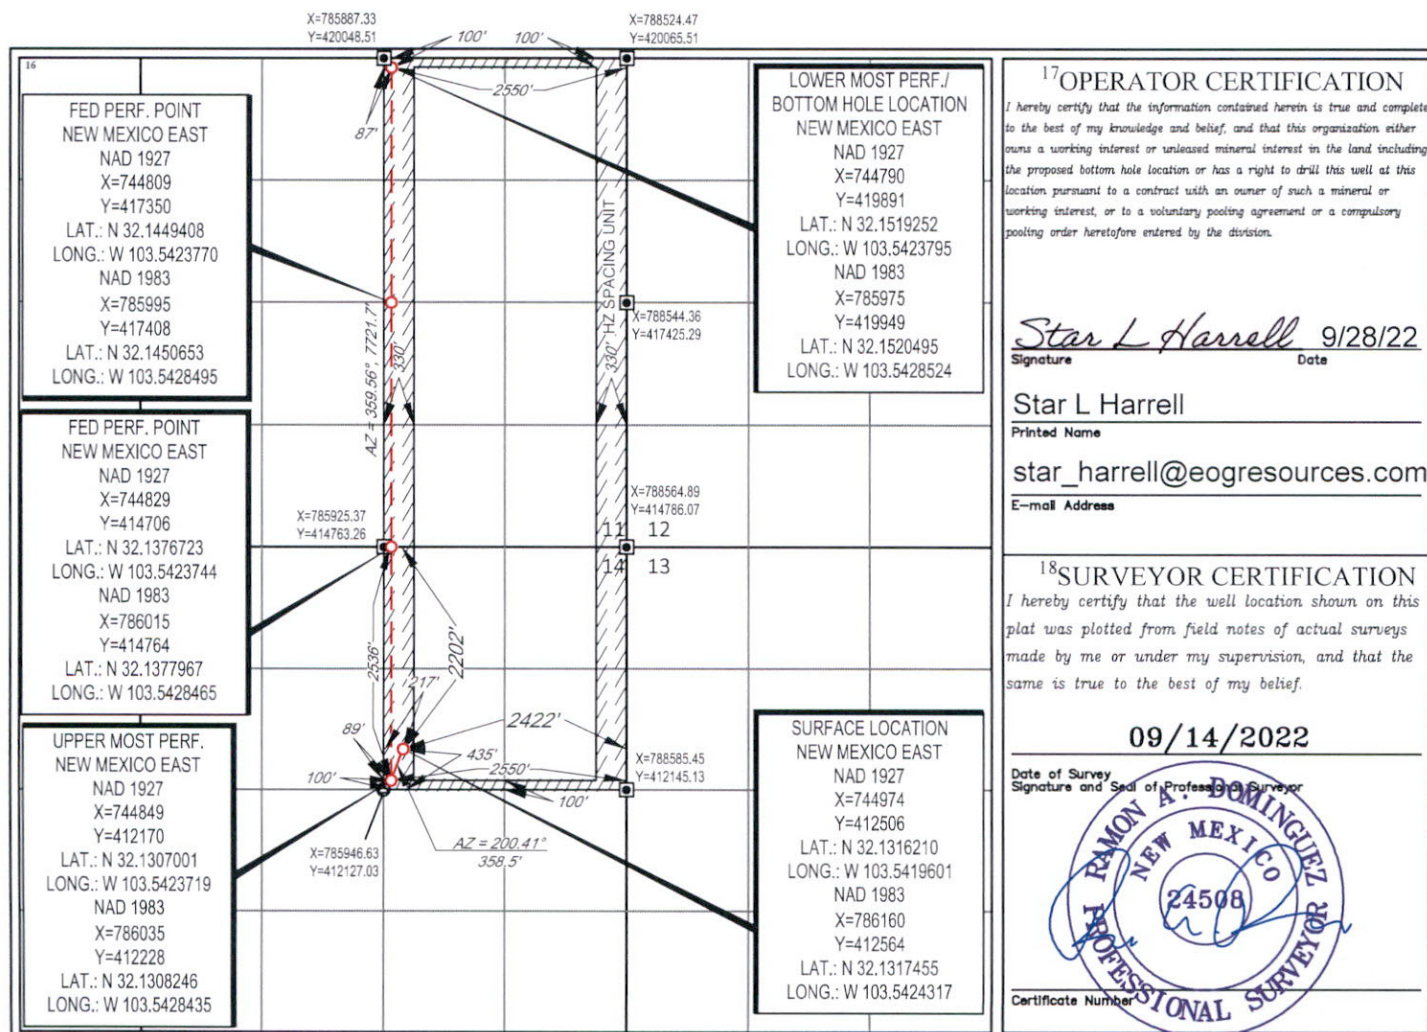 X=785887.33
Y=420048.51
X=788524.47
Y=420065.51
100'
100'
16
2550'
87'
FED PERF. POINT
NEW MEXICO EAST
NAD 1927
X=744809
Y=417350
LAT.: N 32.1449408
LONG.: W 103.5423770
NAD 1983
X=785995
Y=417408
LAT.: N 32.1450653
LONG.: W 103.5428495
FED PERF. POINT
NEW MEXICO EAST
NAD 1927
X=744829
Y=414706
LAT.: N 32.1376723
LONG.: W 103.5423744
NAD 1983
X=786015
Y=414764
LAT.: N 32.1377967
LONG.: W 103.5428465
UPPER MOST PERF.
NEW MEXICO EAST
NAD 1927
X=744849
Y=412170
LAT.: N 32.1307001
LONG.: W 103.5423719
NAD 1983
X=786035
Y=412228
LAT.: N 32.1308246
LONG.: W 103.5428435
AZ = 359.56°, 7721.7'
330'
330'
HZ SPACING UNIT
X=788544.36
Y=417425.29
X=788564.89
Y=414786.07
X=785925.37
Y=414763.26
11 12
14 13
2536'
2202'
217'
2422'
89'
435'
2550'
100'
100'
X=788585.45
Y=412145.13
X=785946.63
Y=412127.03
AZ = 200.41°
358.5'
LOWER MOST PERF./
BOTTOM HOLE LOCATION
NEW MEXICO EAST
NAD 1927
X=744790
Y=419891
LAT.: N 32.1519252
LONG.: W 103.5423795
NAD 1983
X=785975
Y=419949
LAT.: N 32.1520495
LONG.: W 103.5428524
SURFACE LOCATION
NEW MEXICO EAST
NAD 1927
X=744974
Y=412506
LAT.: N 32.1316210
LONG.: W 103.5419601
NAD 1983
X=786160
Y=412564
LAT.: N 32.1317455
LONG.: W 103.5424317
17 OPERATOR CERTIFICATION
I hereby certify that the information contained herein is true and complete
to the best of my knowledge and belief, and that this organization either
owns a working interest or unleased mineral interest in the land including
the proposed bottom hole location or has a right to drill this well at this
location pursuant to a contract with an owner of such a mineral or
working interest, or to a voluntary pooling agreement or a compulsory
pooling order heretofore entered by the division.
Star L Harrell 9/28/22
Signature Date
Star L Harrell
Printed Name
star_harrell@eogresources.com
E-mail Address
18 SURVEYOR CERTIFICATION
I hereby certify that the well location shown on this
plat was plotted from field notes of actual surveys
made by me or under my supervision, and that the
same is true to the best of my belief.
09/14/2022
Date of Survey
Signature and Seal of Professional Surveyor
RAMON A. DOMINGUEZ
NEW MEXICO
24508
PROFESSIONAL SURVEYOR
Certificate Number